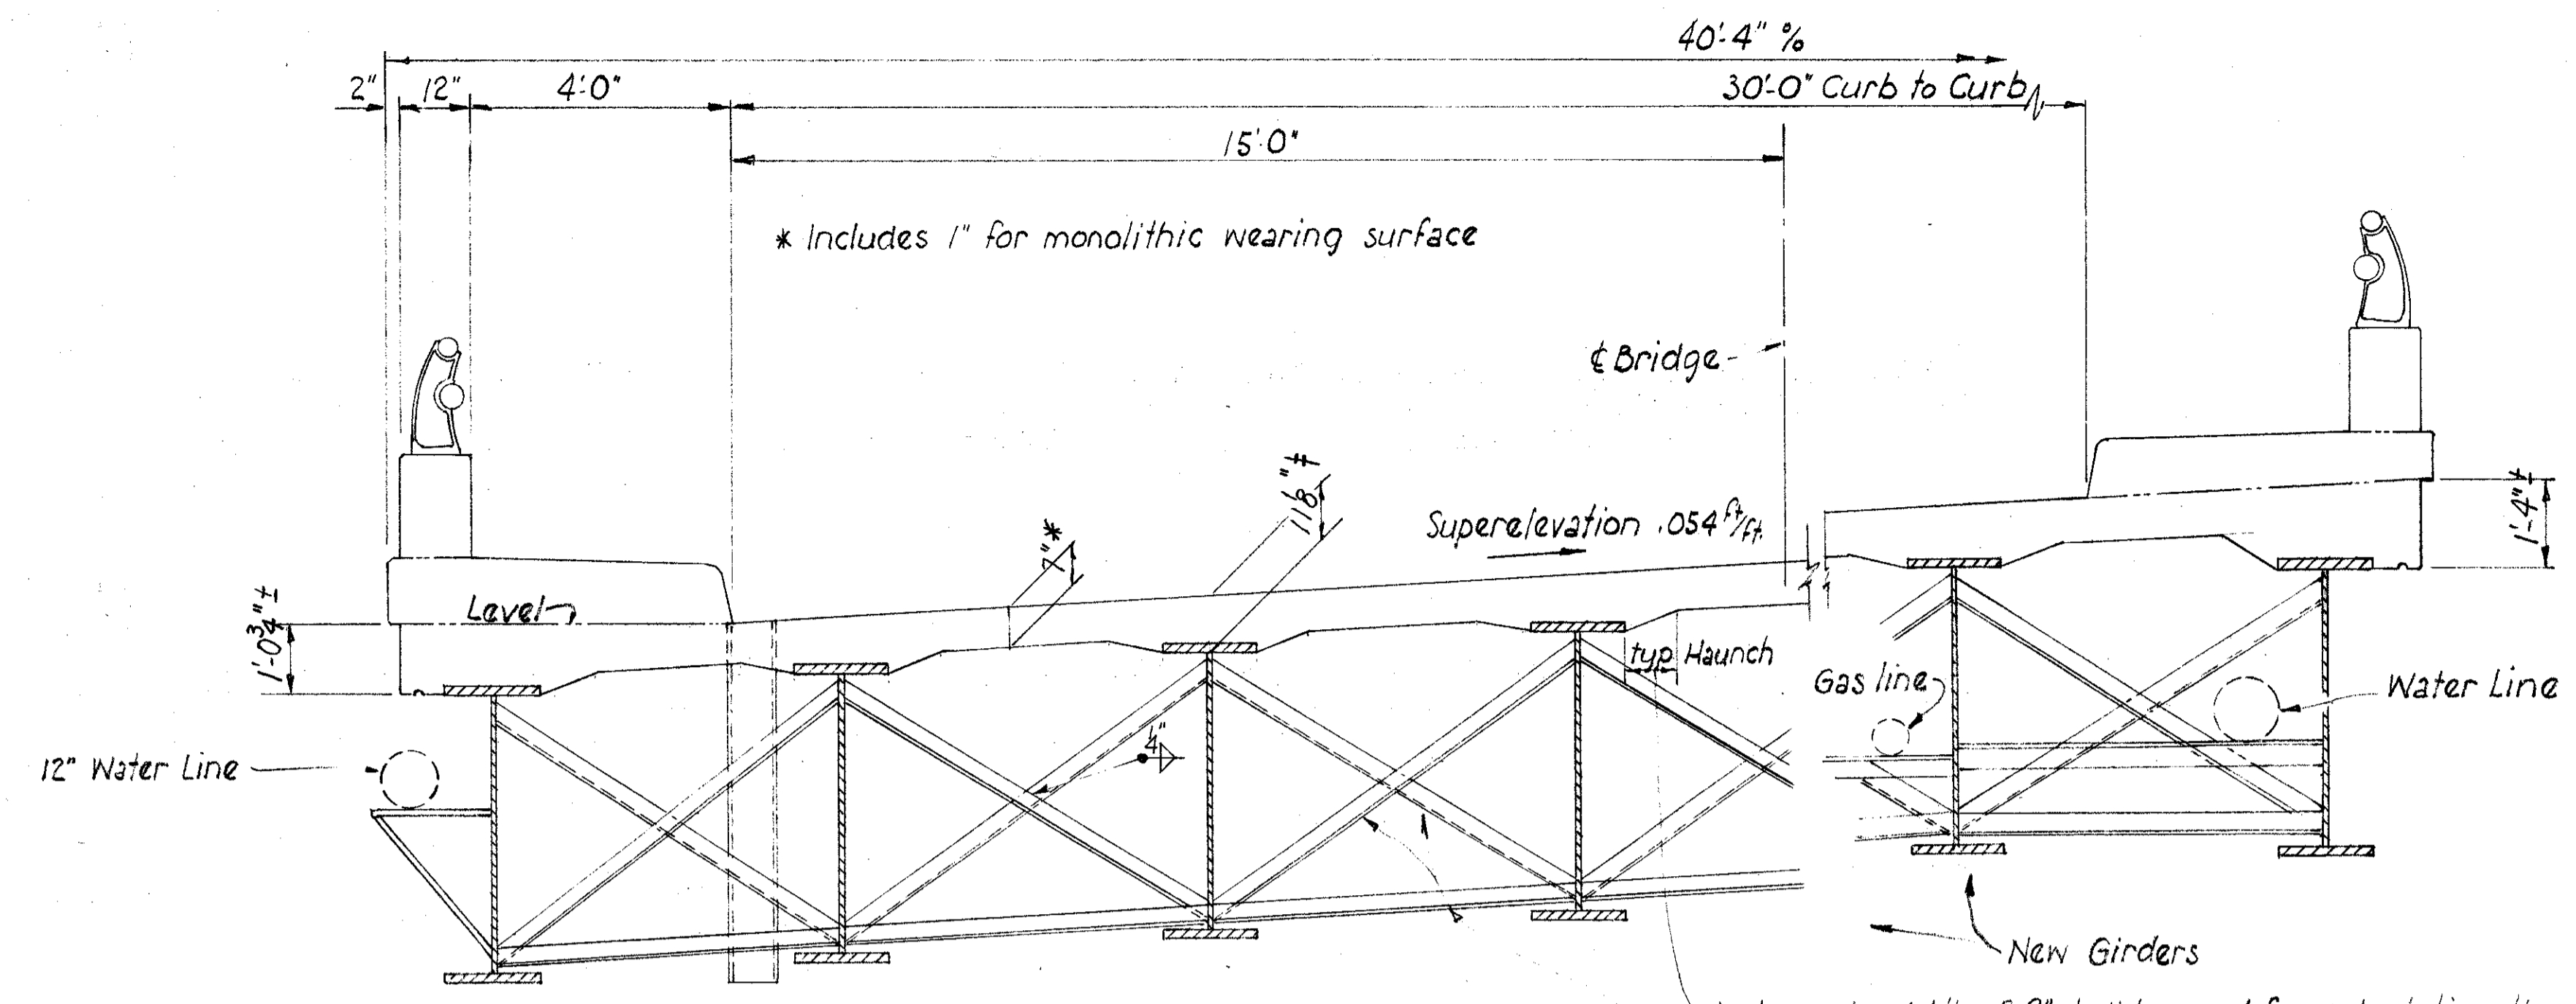 40'-4" %
2" 12" 4'-0" 30'-0" Curb to Curb
15'-0"
* Includes 1" for monolithic wearing surface
₵ Bridge
Superelevation .054 ft/ft.
7"*
1'-4"±
Level
1'-0 3/4"±
typ Haunch
Gas line
Water Line
1/4"
12" Water Line
New Girders